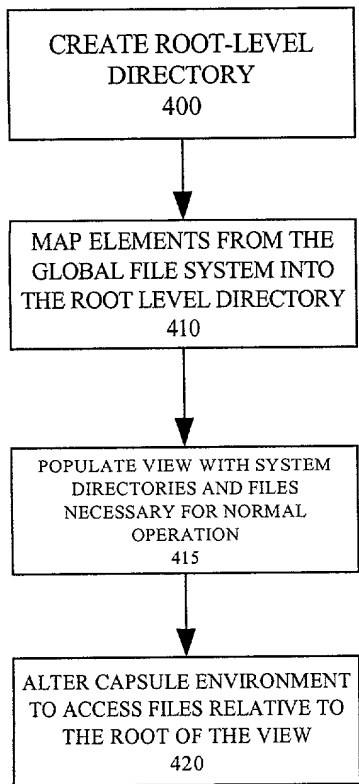 CREATE ROOT-LEVEL
DIRECTORY
400
MAP ELEMENTS FROM THE
GLOBAL FILE SYSTEM INTO
THE ROOT LEVEL DIRECTORY
410
POPULATE VIEW WITH SYSTEM
DIRECTORIES AND FILES
NECESSARY FOR NORMAL
OPERATION
415
ALTER CAPSULE ENVIRONMENT
TO ACCESS FILES RELATIVE TO
THE ROOT OF THE VIEW
420